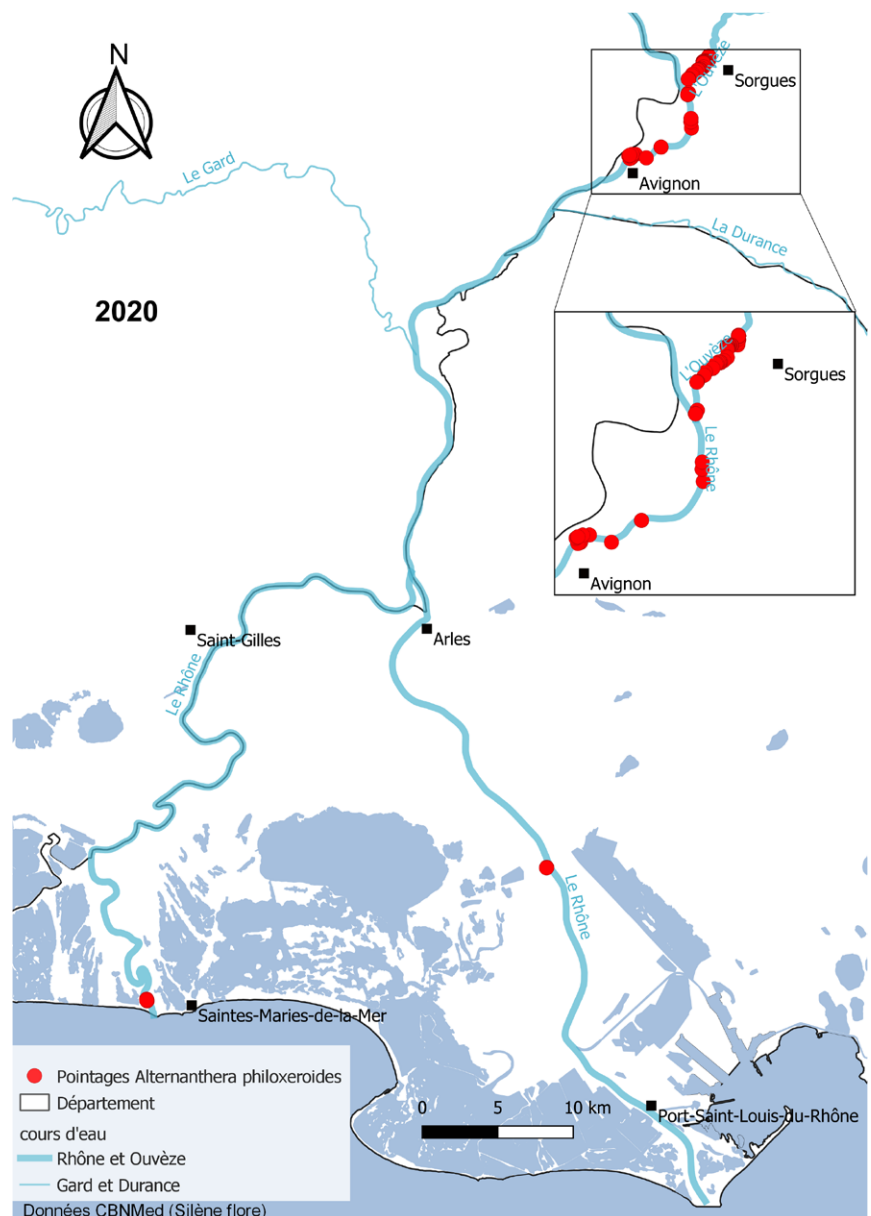 N
L'Ouvèze
Sorgues
Avignon
Le Gard
La Durance
2020
L'Ouvèze
Sorgues
Le Rhône
Avignon
Saint-Gilles
Arles
Le Rhône
Le Rhône
Saintes-Maries-de-la-Mer
Pointages Alternanthera philoxeroides
Département
cours d'eau
Rhône et Ouvèze
Gard et Durance
0 5 10 km
Port-Saint-Louis-du-Rhône
Données CBNMed (Silène flore)